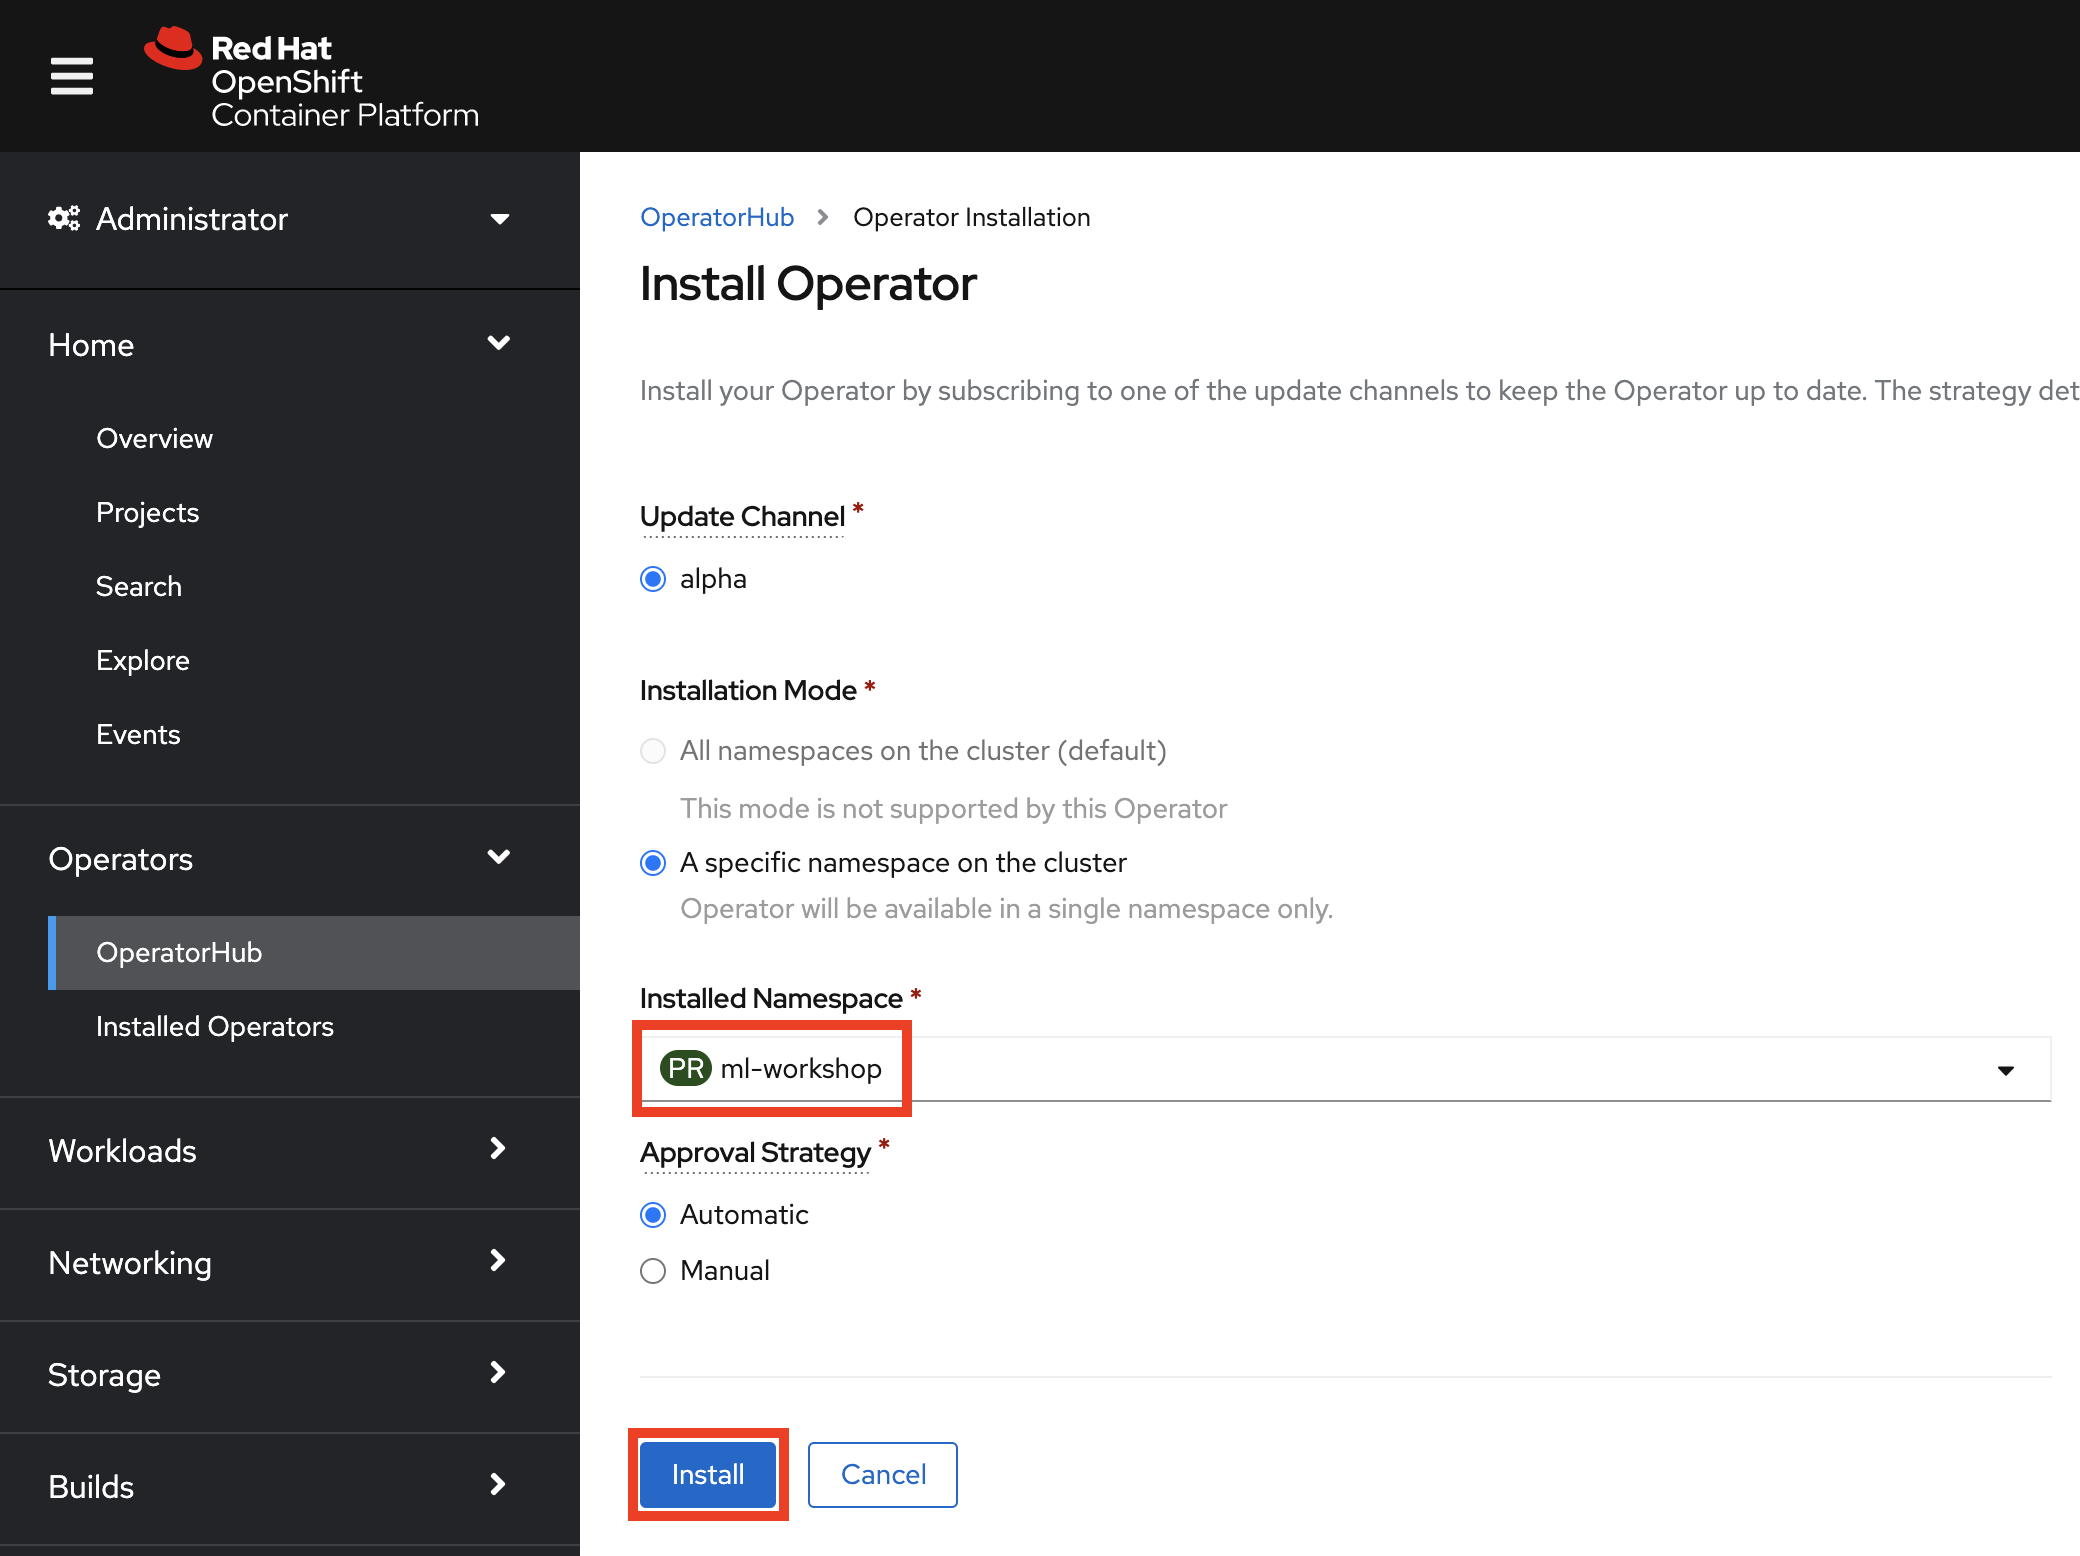 Red Hat
OpenShift
Container Platform
Administrator
Home
Overview
Projects
Search
Explore
Events
Operators
OperatorHub
Installed Operators
Workloads
Networking
Storage
Builds
OperatorHub > Operator Installation
Install Operator
Install your Operator by subscribing to one of the update channels to keep the Operator up to date. The strategy det
Update Channel *
alpha
Installation Mode *
All namespaces on the cluster (default)
This mode is not supported by this Operator
A specific namespace on the cluster
Operator will be available in a single namespace only.
Installed Namespace *
PR ml-workshop
Approval Strategy *
Automatic
Manual
Install Cancel